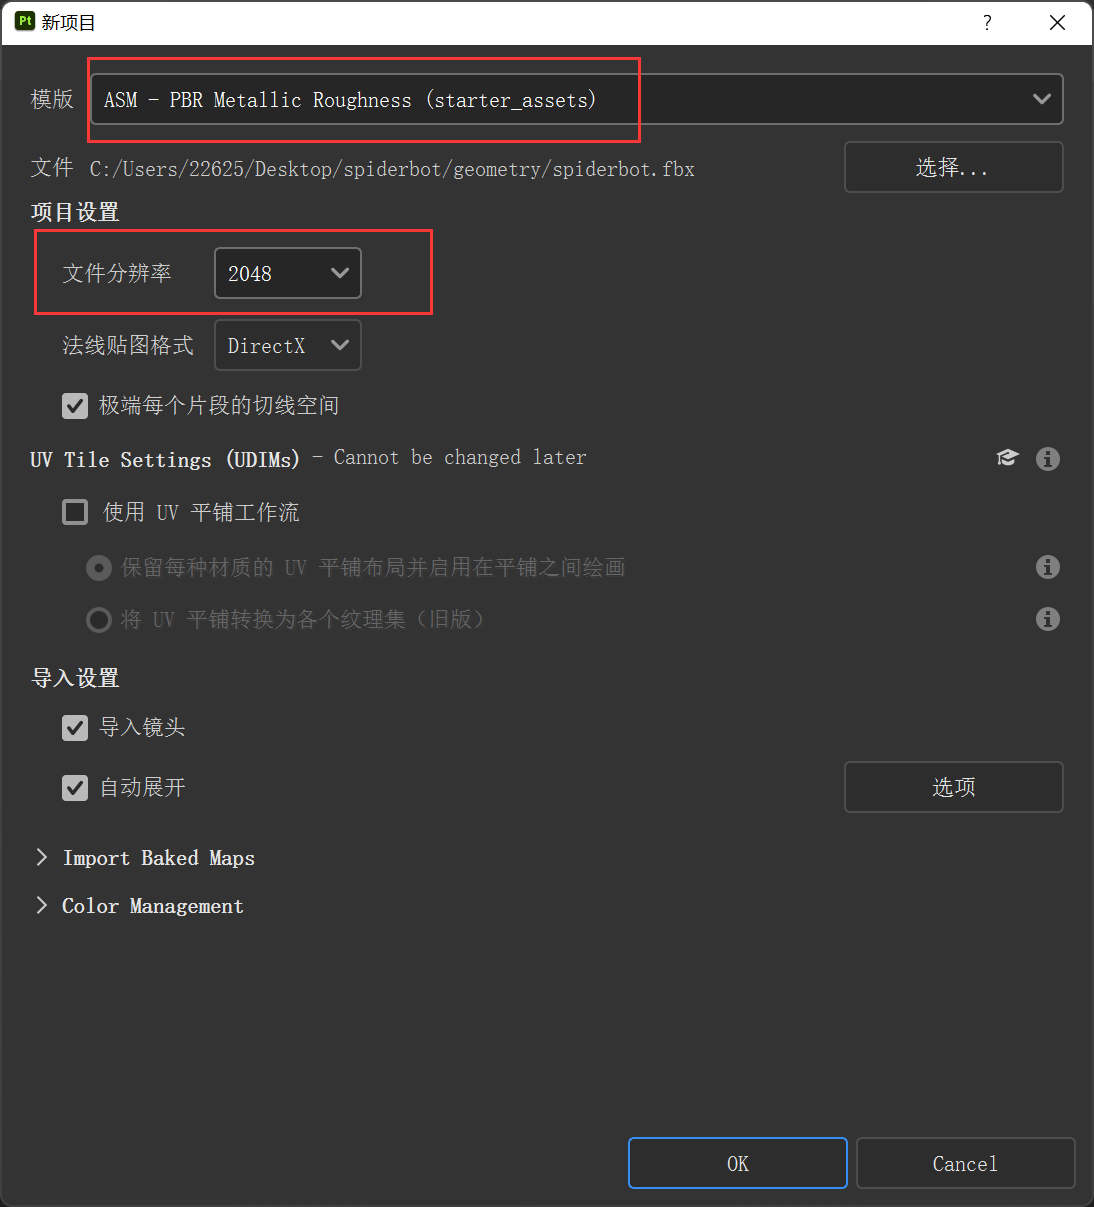 Pt 新项目 ?
模版 ASM - PBR Metallic Roughness (starter_assets)
文件 C:/Users/22625/Desktop/spiderbot/geometry/spiderbot.fbx 选择...
项目设置
文件分辨率 2048
法线贴图格式 DirectX
极端每个片段的切线空间
UV Tile Settings (UDIMs) - Cannot be changed later
使用 UV 平铺工作流
保留每种材质的 UV 平铺布局并启用在平铺之间绘画
将 UV 平铺转换为各个纹理集（旧版）
导入设置
导入镜头
自动展开 选项
Import Baked Maps
Color Management
OK Cancel